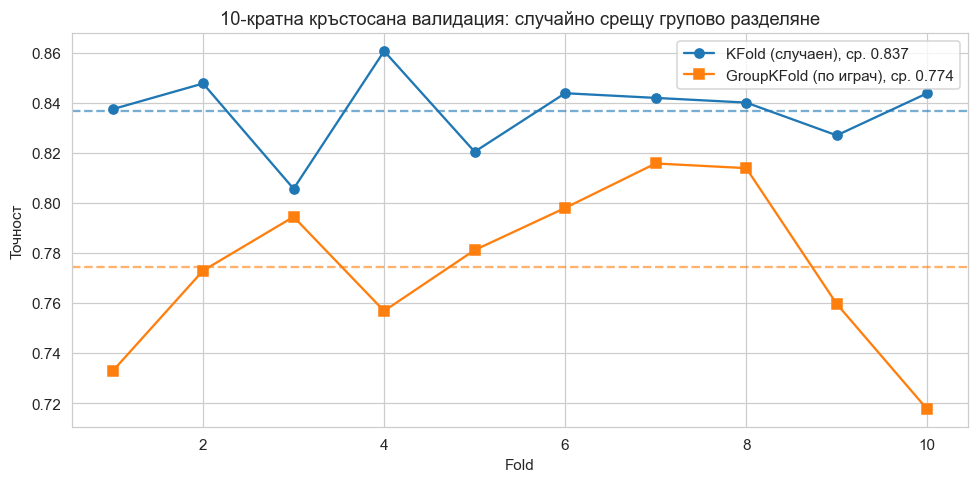 10-кратна кръстосана валидация: случайно срещу групово разделяне
KFold (случаен), ср. 0.837
GroupKFold (по играч), ср. 0.774
Точност
0.86
0.84
0.82
0.80
0.78
0.76
0.74
0.72
2
4
6
8
10
Fold